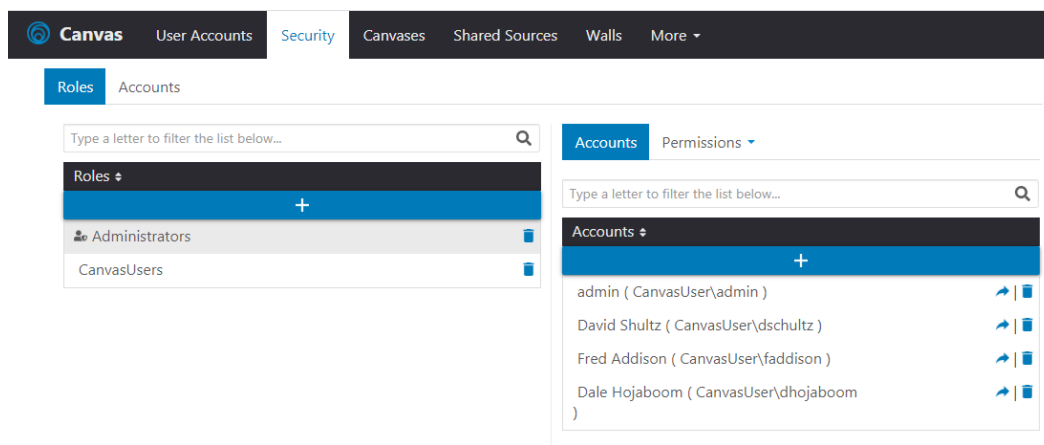 Canvas User Accounts Security Canvases Shared Sources Walls More
Roles Accounts
Type a letter to filter the list below...
Roles
+
Administrators
CanvasUsers
Accounts Permissions
Type a letter to filter the list below...
Accounts
+
admin ( CanvasUser\admin )
|
David Shultz ( CanvasUser\dschultz )
|
Fred Addison ( CanvasUser\faddison )
|
Dale Hojaboom ( CanvasUser\dhojaboom
)
|